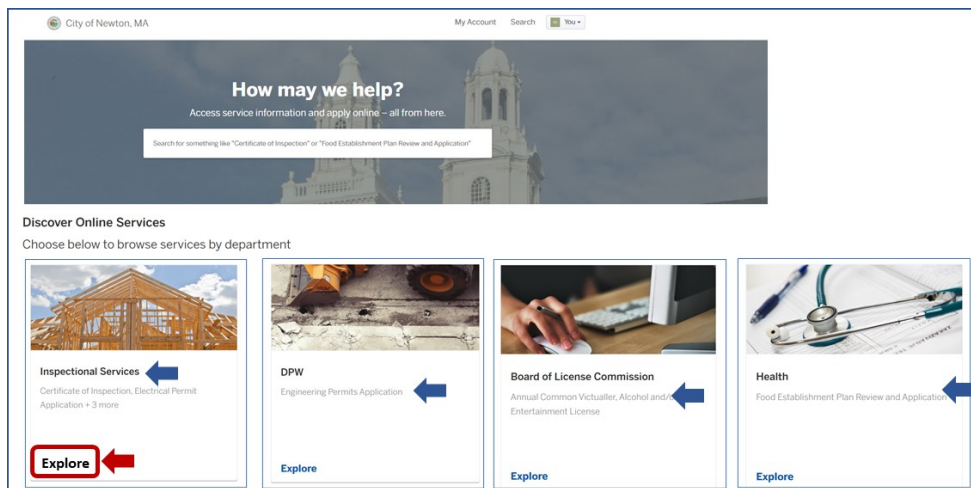 City of Newton, MA
My Account Search You
How may we help?
Access service information and apply online – all from here.
Search for something like "Certificate of Inspection" or "Food Establishment Plan Review and Application"
Discover Online Services
Choose below to browse services by department
Inspectional Services
Certificate of Inspection, Electrical Permit
Application + 3 more
Explore
DPW
Engineering Permits Application
Explore
Board of License Commission
Annual Common Victualler, Alcohol and/
Entertainment License
Explore
Health
Food Establishment Plan Review and Application
Explore